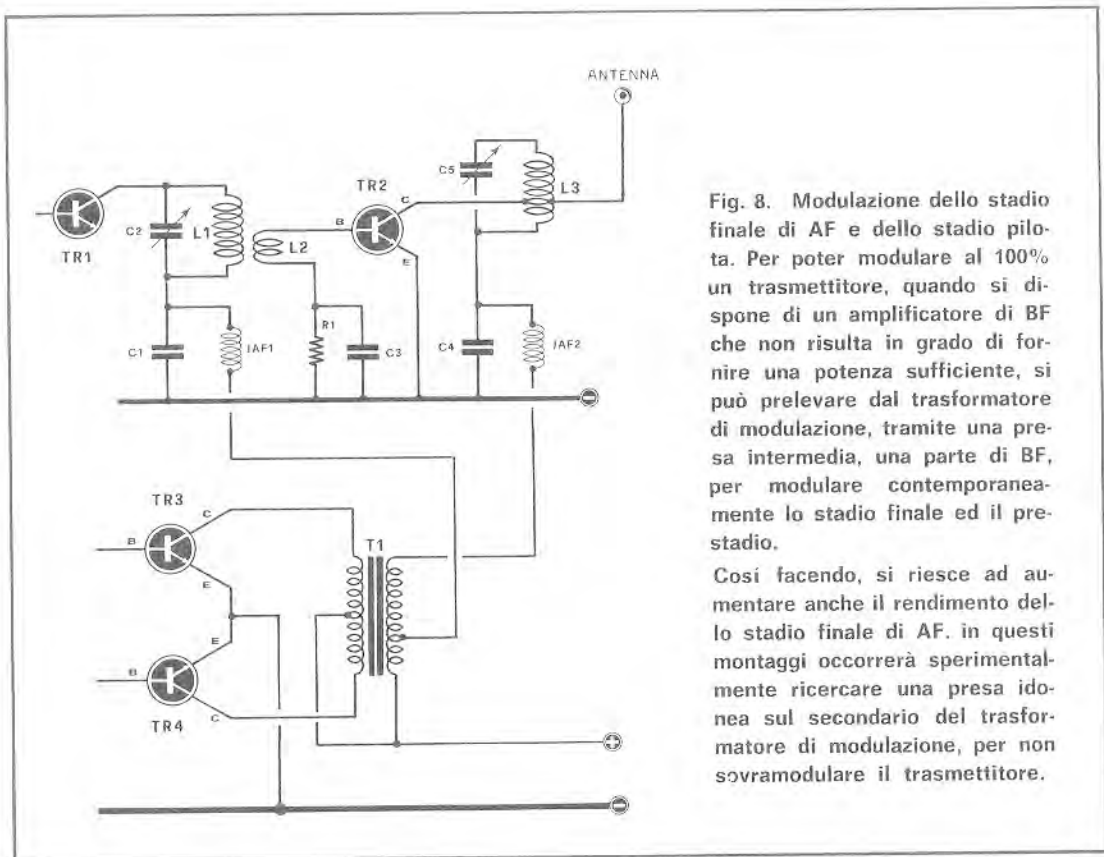 ANTENNA
C5
L3
TR2
C
B
E
C2
L1
L2
TR1
R1
C1
JAF1
C3
C4
JAF2
TR3
C
B
E
T1
E
B
C
TR4
Fig. 8. Modulazione dello stadio
finale di AF e dello stadio pilo-
ta. Per poter modulare al 100%
un trasmettitore, quando si di-
spone di un amplificatore di BF
che non risulta in grado di for-
nire una potenza sufficiente, si
può prelevare dal trasformatore
di modulazione, tramite una pre-
sa intermedia, una parte di BF,
per modulare contemporanea-
mente lo stadio finale ed il pre-
stadio.
Cosí facendo, si riesce ad au-
mentare anche il rendimento del-
lo stadio finale di AF. in questi
montaggi occorrerà sperimental-
mente ricercare una presa ido-
nea sul secondario del trasfor-
matore di modulazione, per non
sovramodulare il trasmettitore.